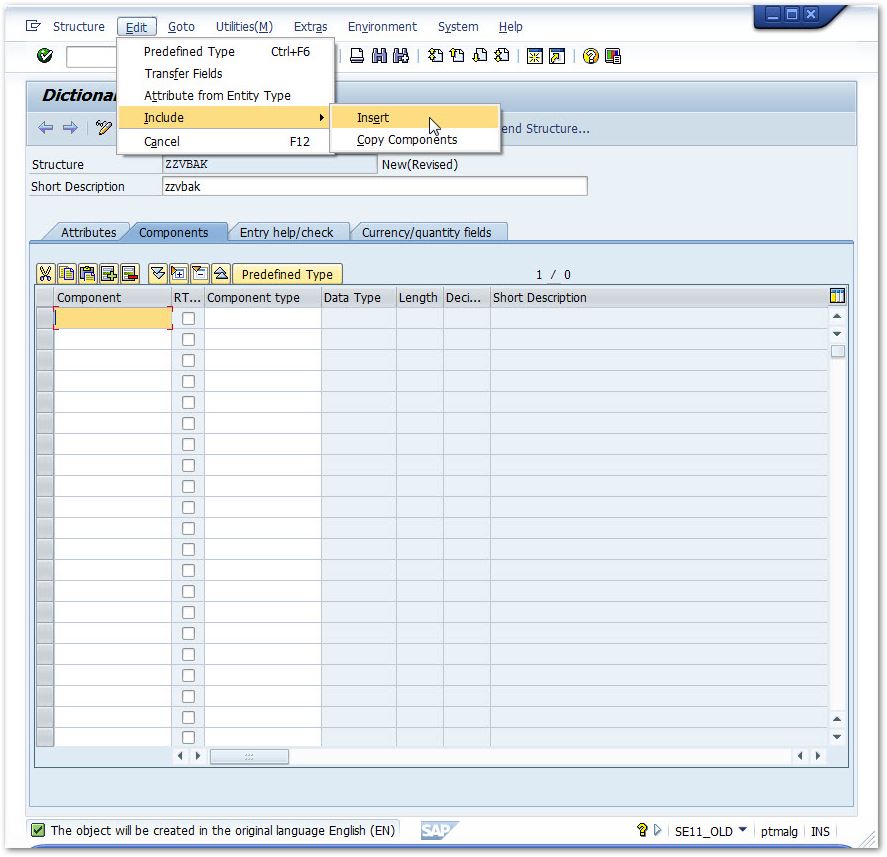 Structure Edit Goto Utilities(M) Extras Environment System Help
Predefined Type Ctrl+F6
Transfer Fields
Attribute from Entity Type
Dictiona
Include Insert
end Structure...
Cancel F12 Copy Components
Structure ZZVBAK New(Revised)
Short Description zzvbak
Attributes Components Entry help/check Currency/quantity fields
Predefined Type 1 / 0
Component RT... Component type Data Type Length Deci... Short Description
The object will be created in the original language English (EN) SAP SE11_OLD ptmalg INS